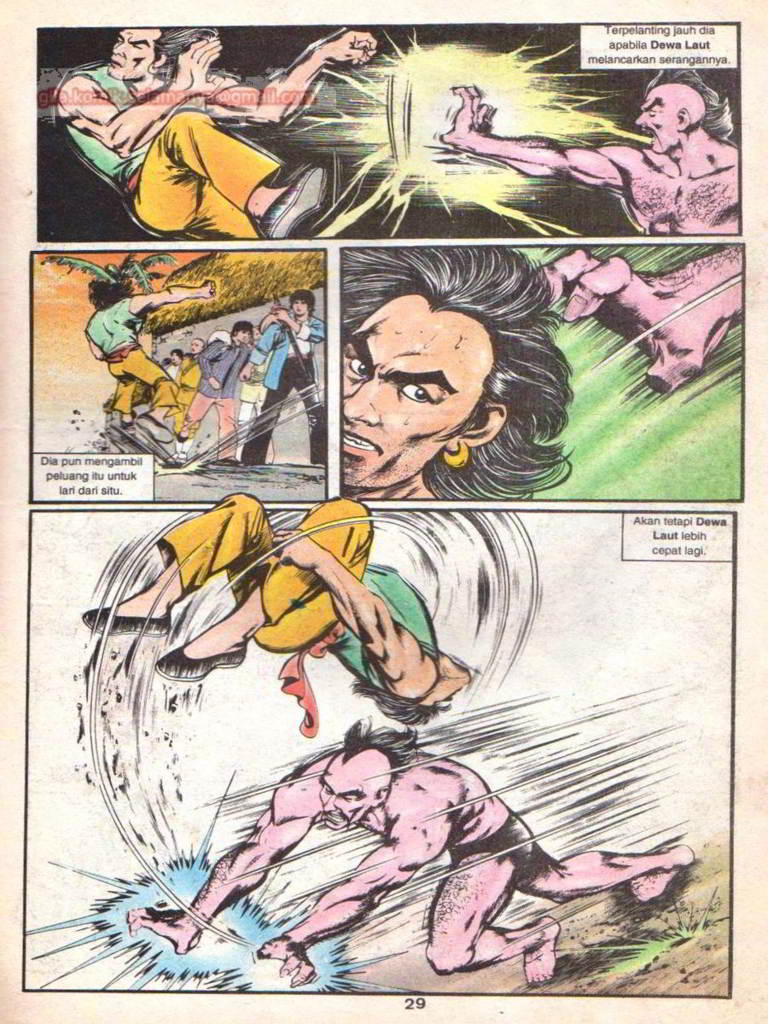 Terpelanting jauh dia
apabila Dewa Laut
melancarkan serangannya.
Dia pun mengambil
peluang itu untuk
lari dari situ.
Akan tetapi Dewa
Laut lebih
cepat lagi.
29